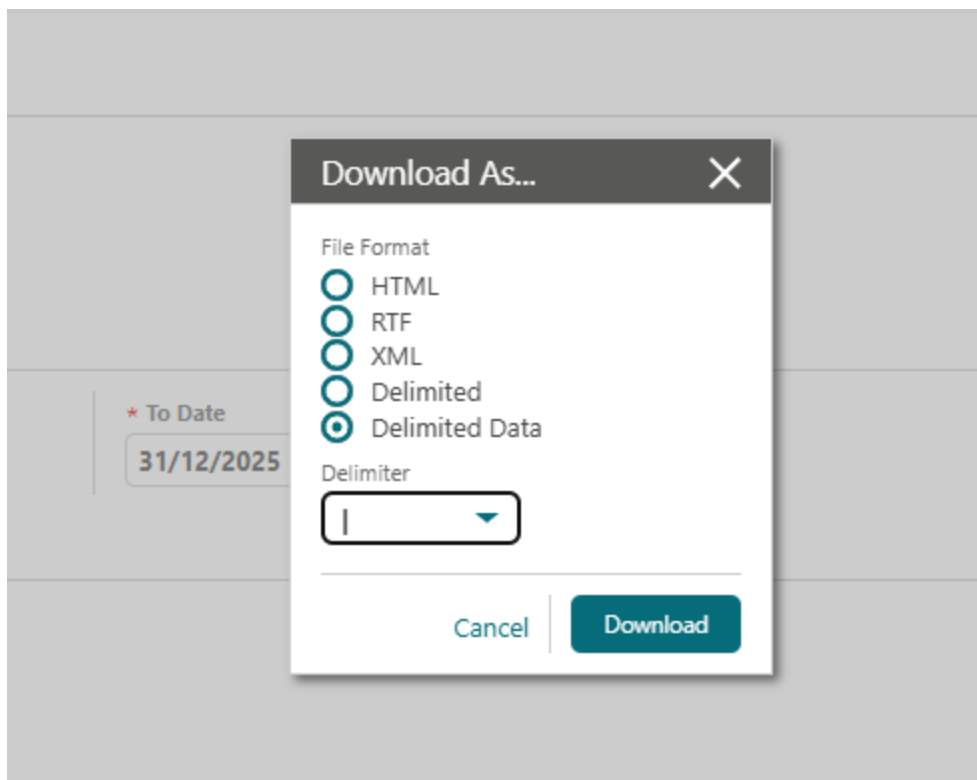 Download As...
File Format
HTML
RTF
XML
Delimited
Delimited Data
* To Date
31/12/2025
Delimiter
|
Cancel
Download